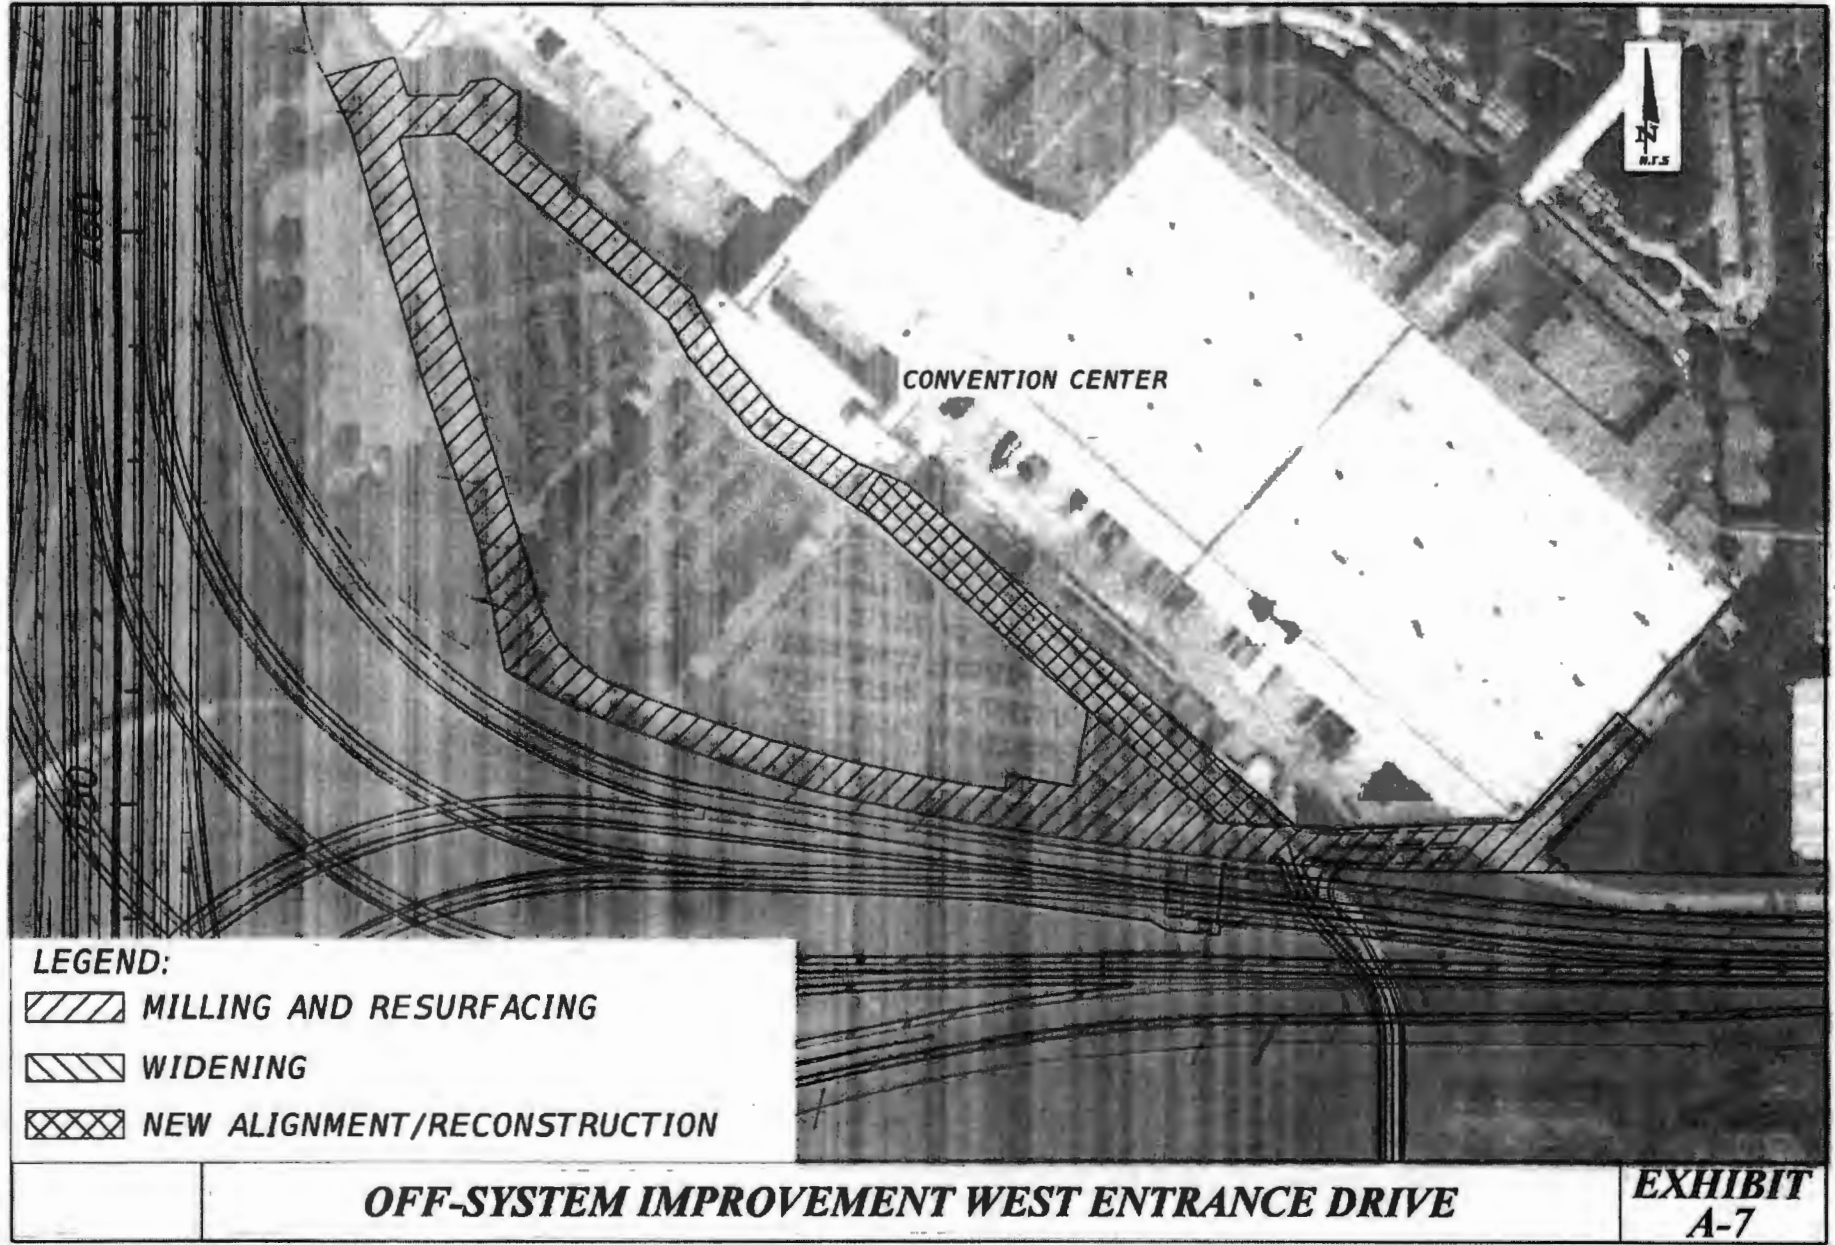 N
N.T.S
CONVENTION CENTER
LEGEND:
MILLING AND RESURFACING
WIDENING
NEW ALIGNMENT/RECONSTRUCTION
OFF-SYSTEM IMPROVEMENT WEST ENTRANCE DRIVE
EXHIBIT
A-7